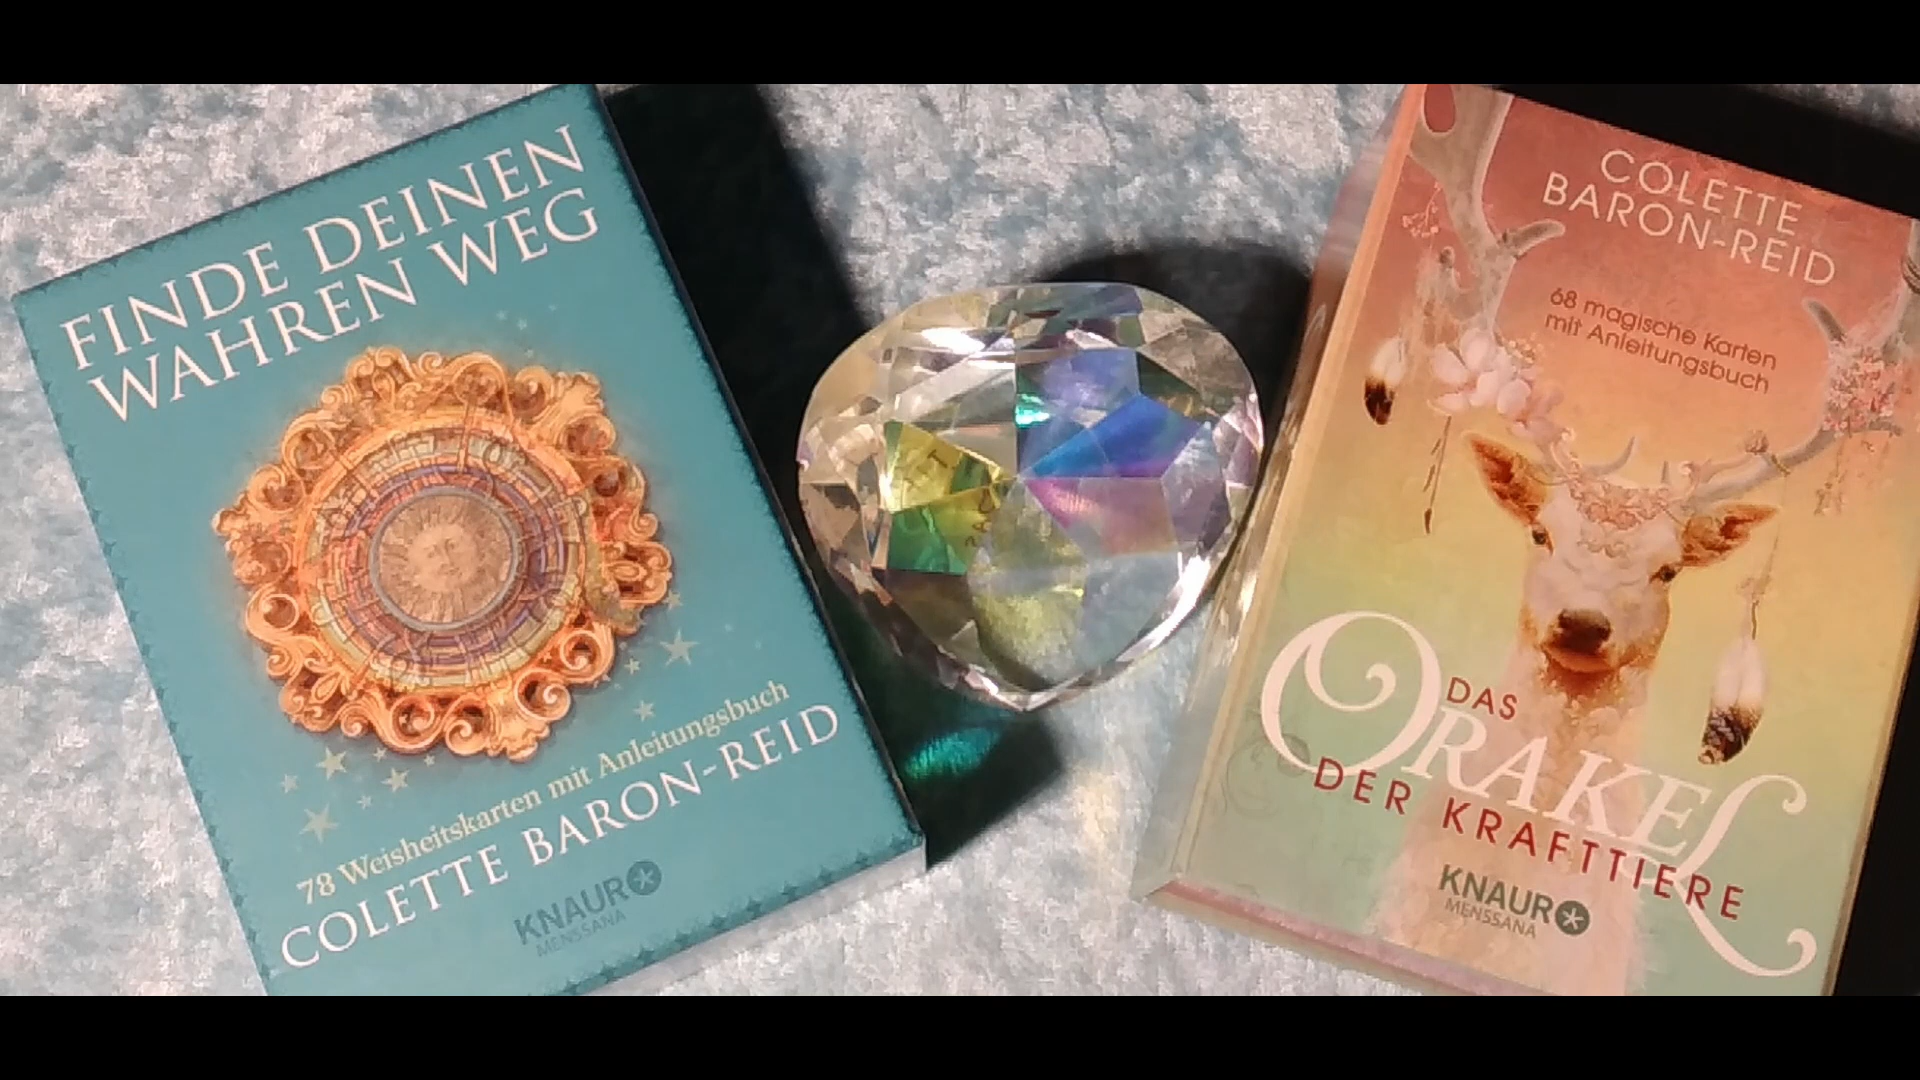 FINDE DEINEN
WAHREN WEG
78 Weisheitskarten mit Anleitungsbuch
COLETTE BARON-REID
KNAUR
MENSSANA
COLETTE
BARON-REID
68 magische Karten
mit Anleitungsbuch
DAS
ORAKEL
DER KRAFTTIERE
KNAUR
MENSSANA